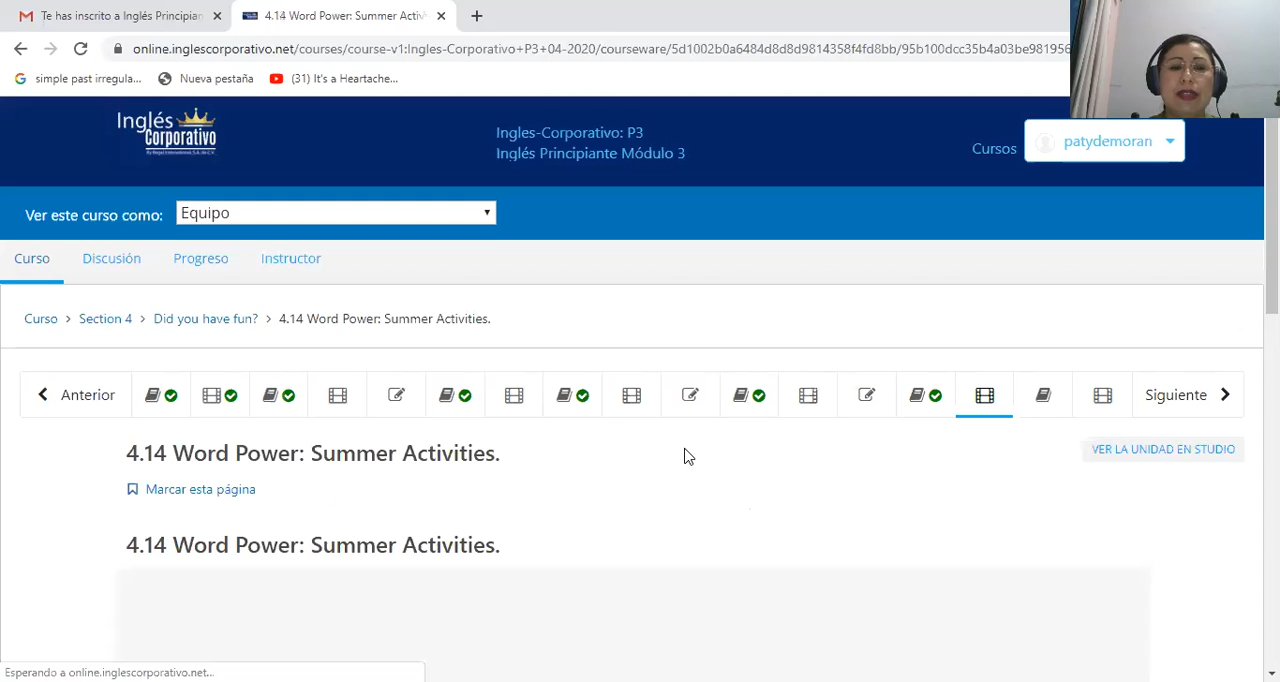 Te has inscrito a Inglés Principian
4.14 Word Power: Summer Activ
online.inglescorporativo.net/courses/course-v1:Ingles-Corporativo+P3+04-2020/courseware/5d1002b0a6484d8d8d9814358f4fd8bb/95b100dcc35b4a03be981956
simple past irregula...
Nueva pestaña
(31) It's a Heartache...
Inglés
Corporativo
Ingles-Corporativo: P3
Inglés Principiante Módulo 3
Cursos
patydemoran
Ver este curso como:
Equipo
Curso
Discusión
Progreso
Instructor
Curso > Section 4 > Did you have fun? > 4.14 Word Power: Summer Activities.
Anterior
Siguiente
4.14 Word Power: Summer Activities.
VER LA UNIDAD EN STUDIO
Marcar esta página
4.14 Word Power: Summer Activities.
Esperando a online.inglescorporativo.net...